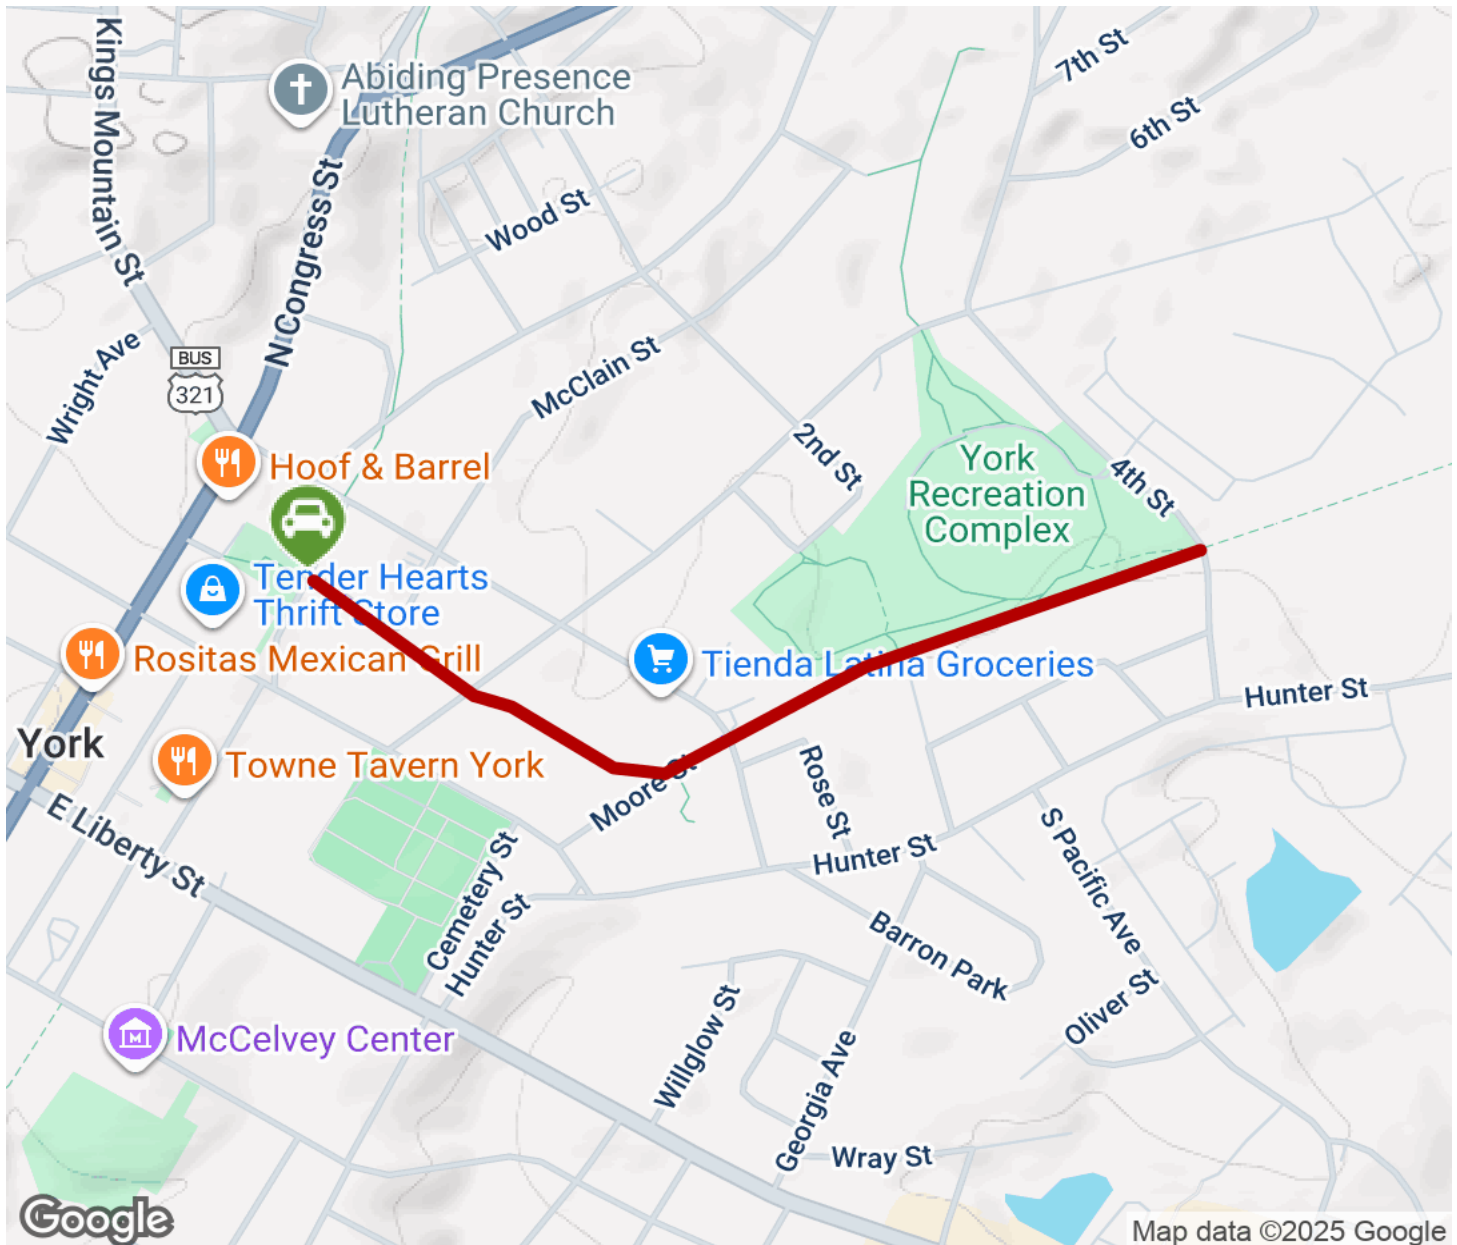 Kings Mountain St
Abiding Presence
Lutheran Church
7th St
6th St
N Congress St
Wood St
Wright Ave
BUS
321
McClain St
Hoof & Barrel
2nd St
York
Recreation
Complex
4th St
Tender Hearts
Thrift Store
Rositas Mexican Grill
Tienda Latina Groceries
Hunter St
York
Towne Tavern York
Moore St
Rose St
E Liberty St
Hunter St
S Pacific Ave
Cemetery St
Hunter St
Barron Park
Oliver St
McCelvey Center
Willglow St
Georgia Ave
Wray St
Google
Map data ©2025 Google